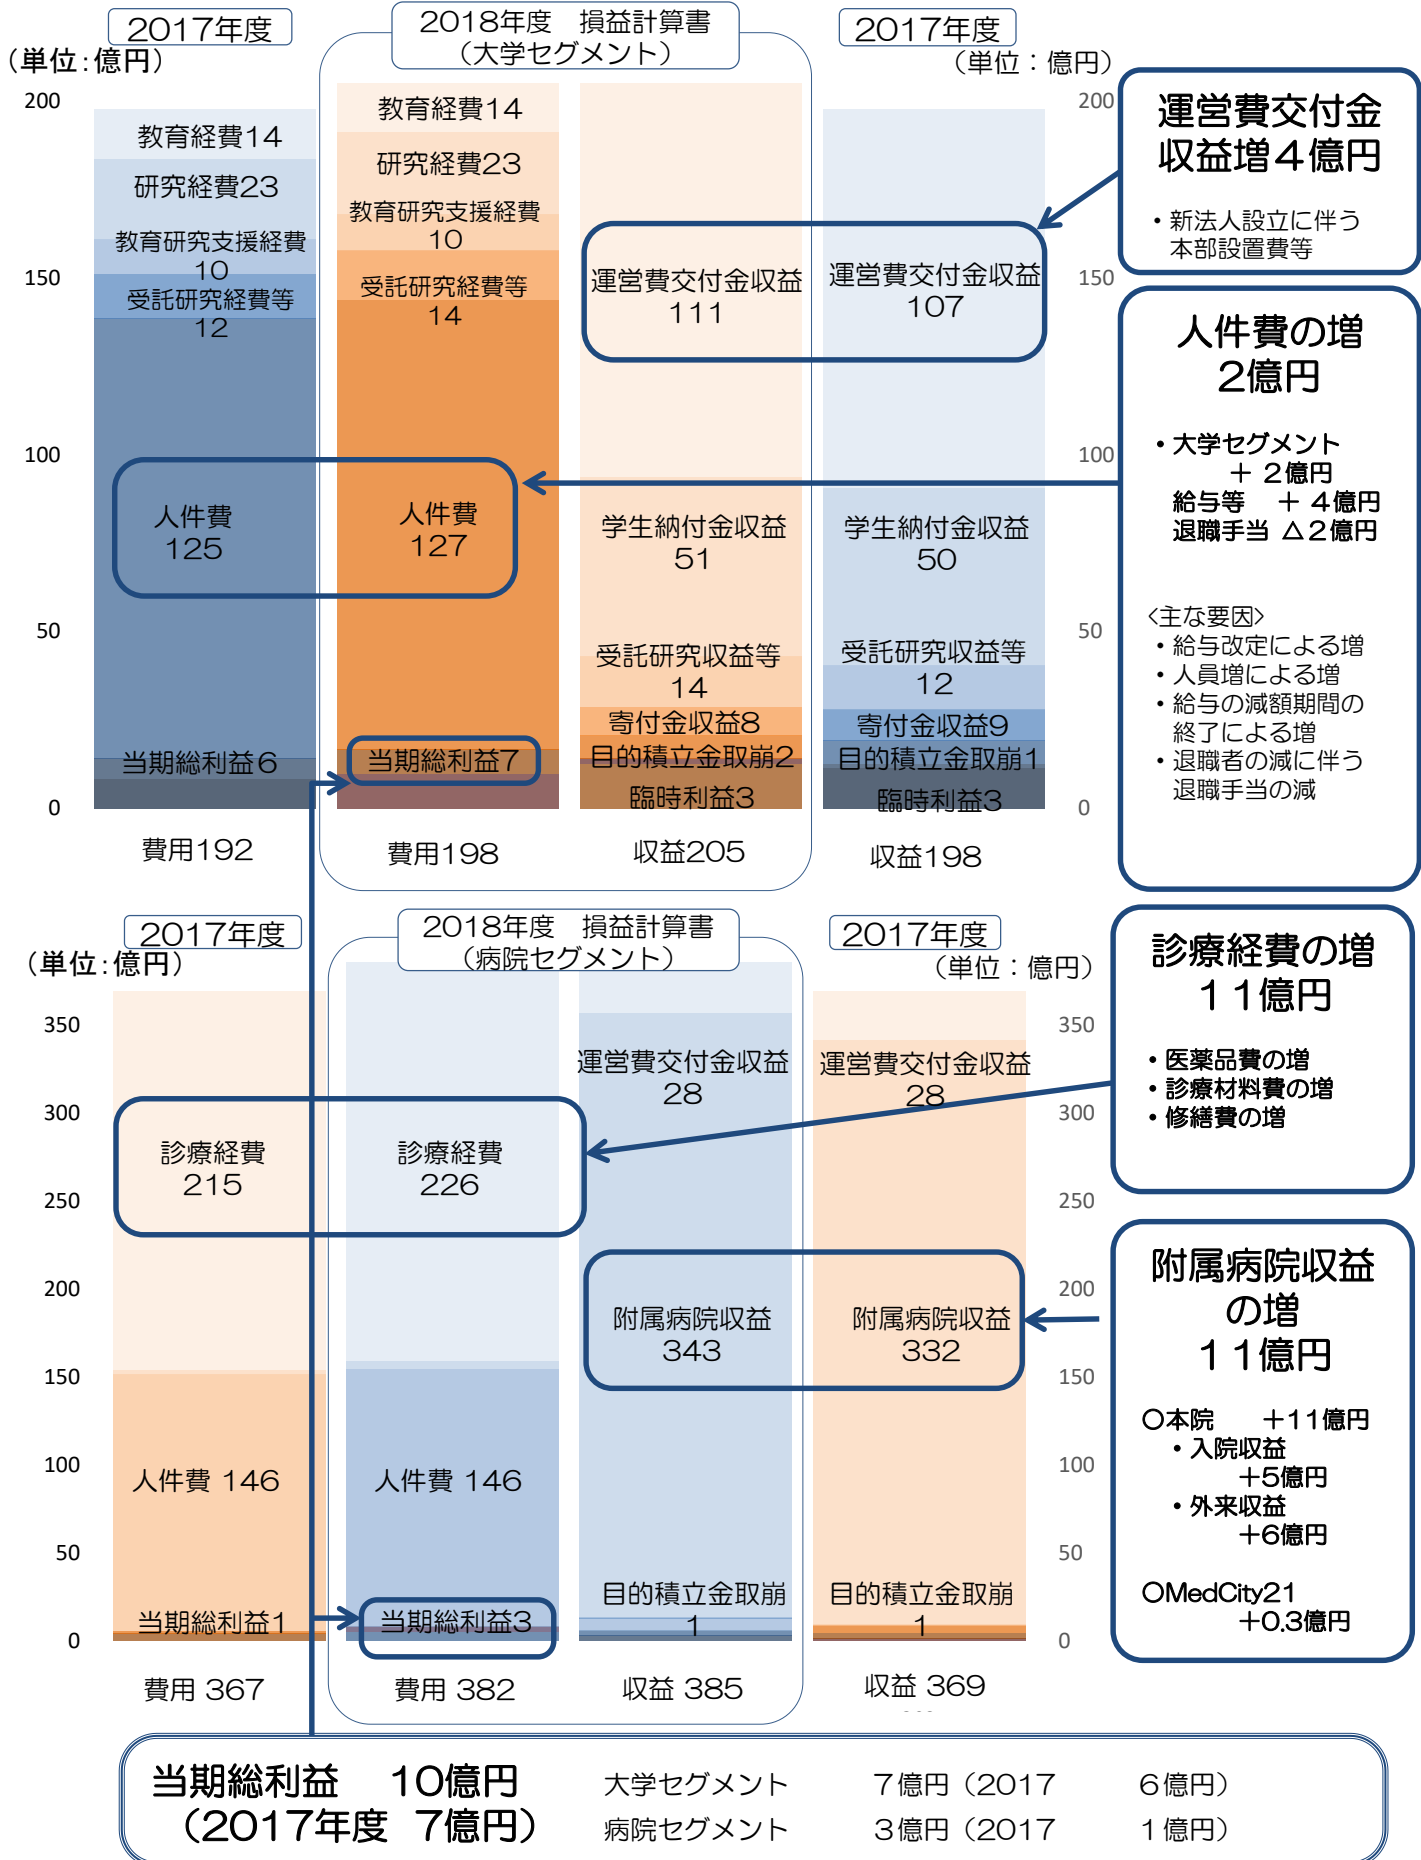 2017年度
2018年度 損益計算書
（大学セグメント）
2017年度
（単位：億円）
（単位：億円）
200
150
100
50
0
教育経費14
研究経費23
教育研究支援経費
10
受託研究経費等
12
人件費
125
当期総利益6
費用192
教育経費14
研究経費23
教育研究支援経費
10
受託研究経費等
14
人件費
127
当期総利益7
費用198
運営費交付金収益
111
学生納付金収益
51
受託研究収益等
14
寄付金収益8
目的積立金取崩2
臨時利益3
収益205
運営費交付金収益
107
学生納付金収益
50
受託研究収益等
12
寄付金収益9
目的積立金取崩1
臨時利益3
収益198
200
150
100
50
0
運営費交付金
収益増4億円
・新法人設立に伴う
本部設置費等
人件費の増
2億円
・大学セグメント
＋ 2億円
給与等 ＋ 4億円
退職手当 △2億円
<主な要因>
・給与改定による増
・人員増による増
・給与の減額期間の
終了による増
・退職者の減に伴う
退職手当の減
2017年度
2018年度 損益計算書
（病院セグメント）
2017年度
（単位：億円）
（単位：億円）
350
300
250
200
150
100
50
0
診療経費
215
人件費 146
当期総利益1
費用 367
診療経費
226
人件費 146
当期総利益3
費用 382
運営費交付金収益
28
附属病院収益
343
目的積立金取崩
1
収益 385
運営費交付金収益
28
附属病院収益
332
目的積立金取崩
1
収益 369
350
300
250
200
150
100
50
0
診療経費の増
11億円
・医薬品費の増
・診療材料費の増
・修繕費の増
附属病院収益
の増
11億円
〇本院 ＋11億円
・入院収益
＋5億円
・外来収益
＋6億円
〇MedCity21
＋0.3億円
当期総利益 10億円
（2017年度 7億円）
大学セグメント 7億円（2017 6億円）
病院セグメント 3億円（2017 1億円）